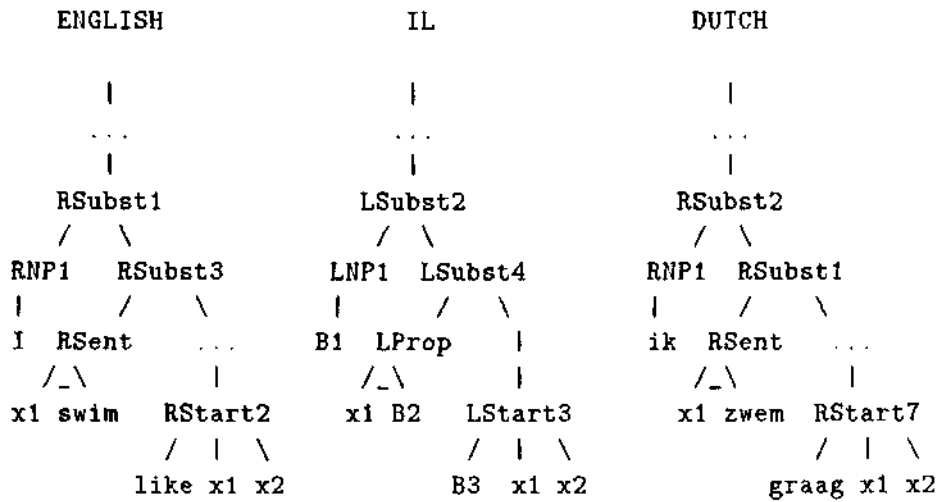 ENGLISH IL DUTCH
| | |
... ... ...
| | |
RSubst1 LSubst2 RSubst2
/ \ / \ / \
RNP1 RSubst3 LNP1 LSubst4 RNP1 RSubst1
| / \ | / \ | / \
I RSent ... B1 LProp | ik RSent ...
/_\ | /_\ | /_\ |
x1 swim RStart2 x1 B2 LStart3 x1 zwem RStart7
/ | \ / | \ / | \
like x1 x2 B3 x1 x2 graag x1 x2